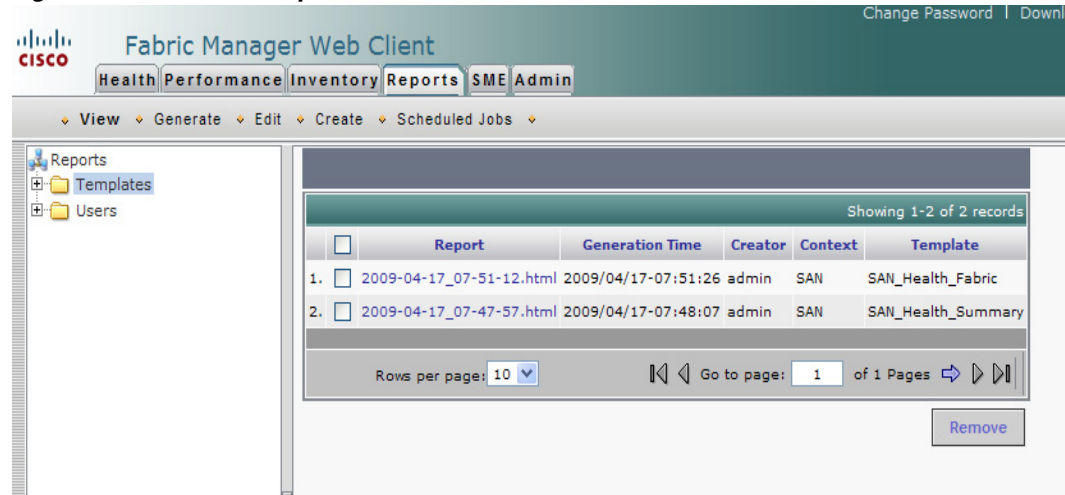 Change Password | Downl
CISCO
Fabric Manager Web Client
Health Performance Inventory Reports SME Admin
View Generate Edit Create Scheduled Jobs
Reports
Templates
Users
Showing 1-2 of 2 records
Report Generation Time Creator Context Template
1. 2009-04-17_07-51-12.html 2009/04/17-07:51:26 admin SAN SAN_Health_Fabric
2. 2009-04-17_07-47-57.html 2009/04/17-07:48:07 admin SAN SAN_Health_Summary
Rows per page: 10 Go to page: 1 of 1 Pages
Remove